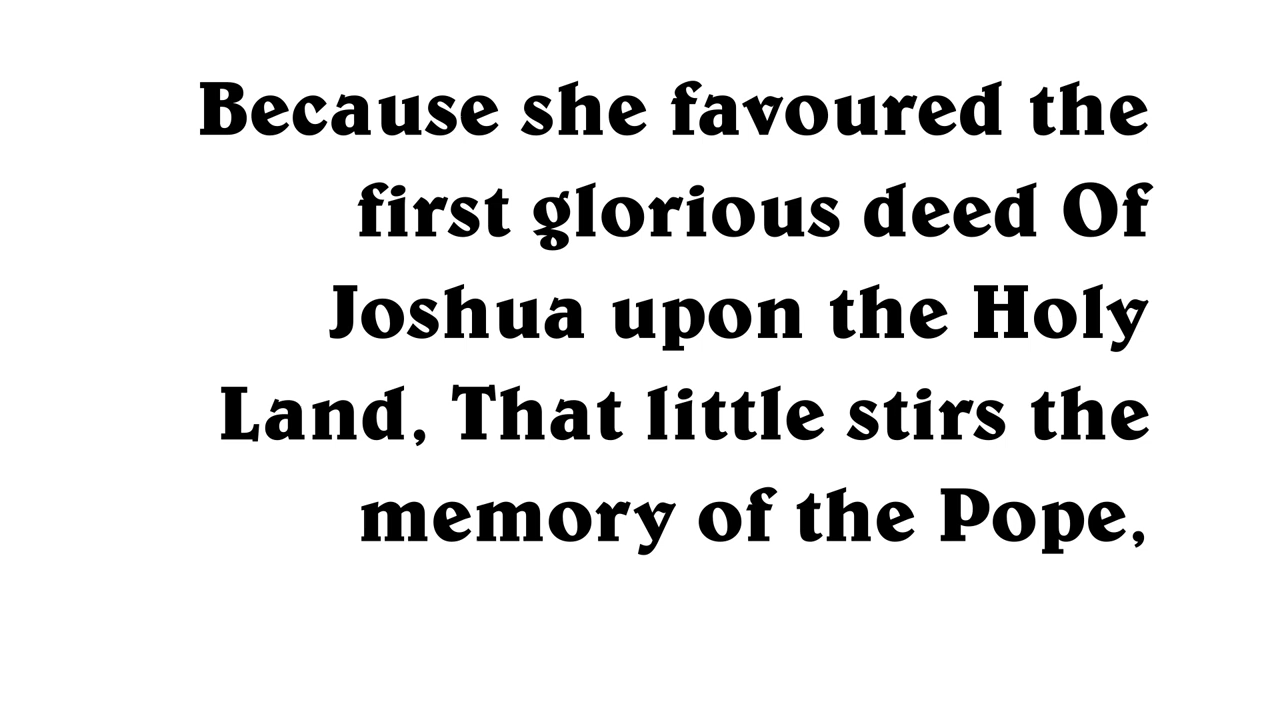 Because she favoured the
first glorious deed Of
Joshua upon the Holy
Land, That little stirs the
memory of the Pope,